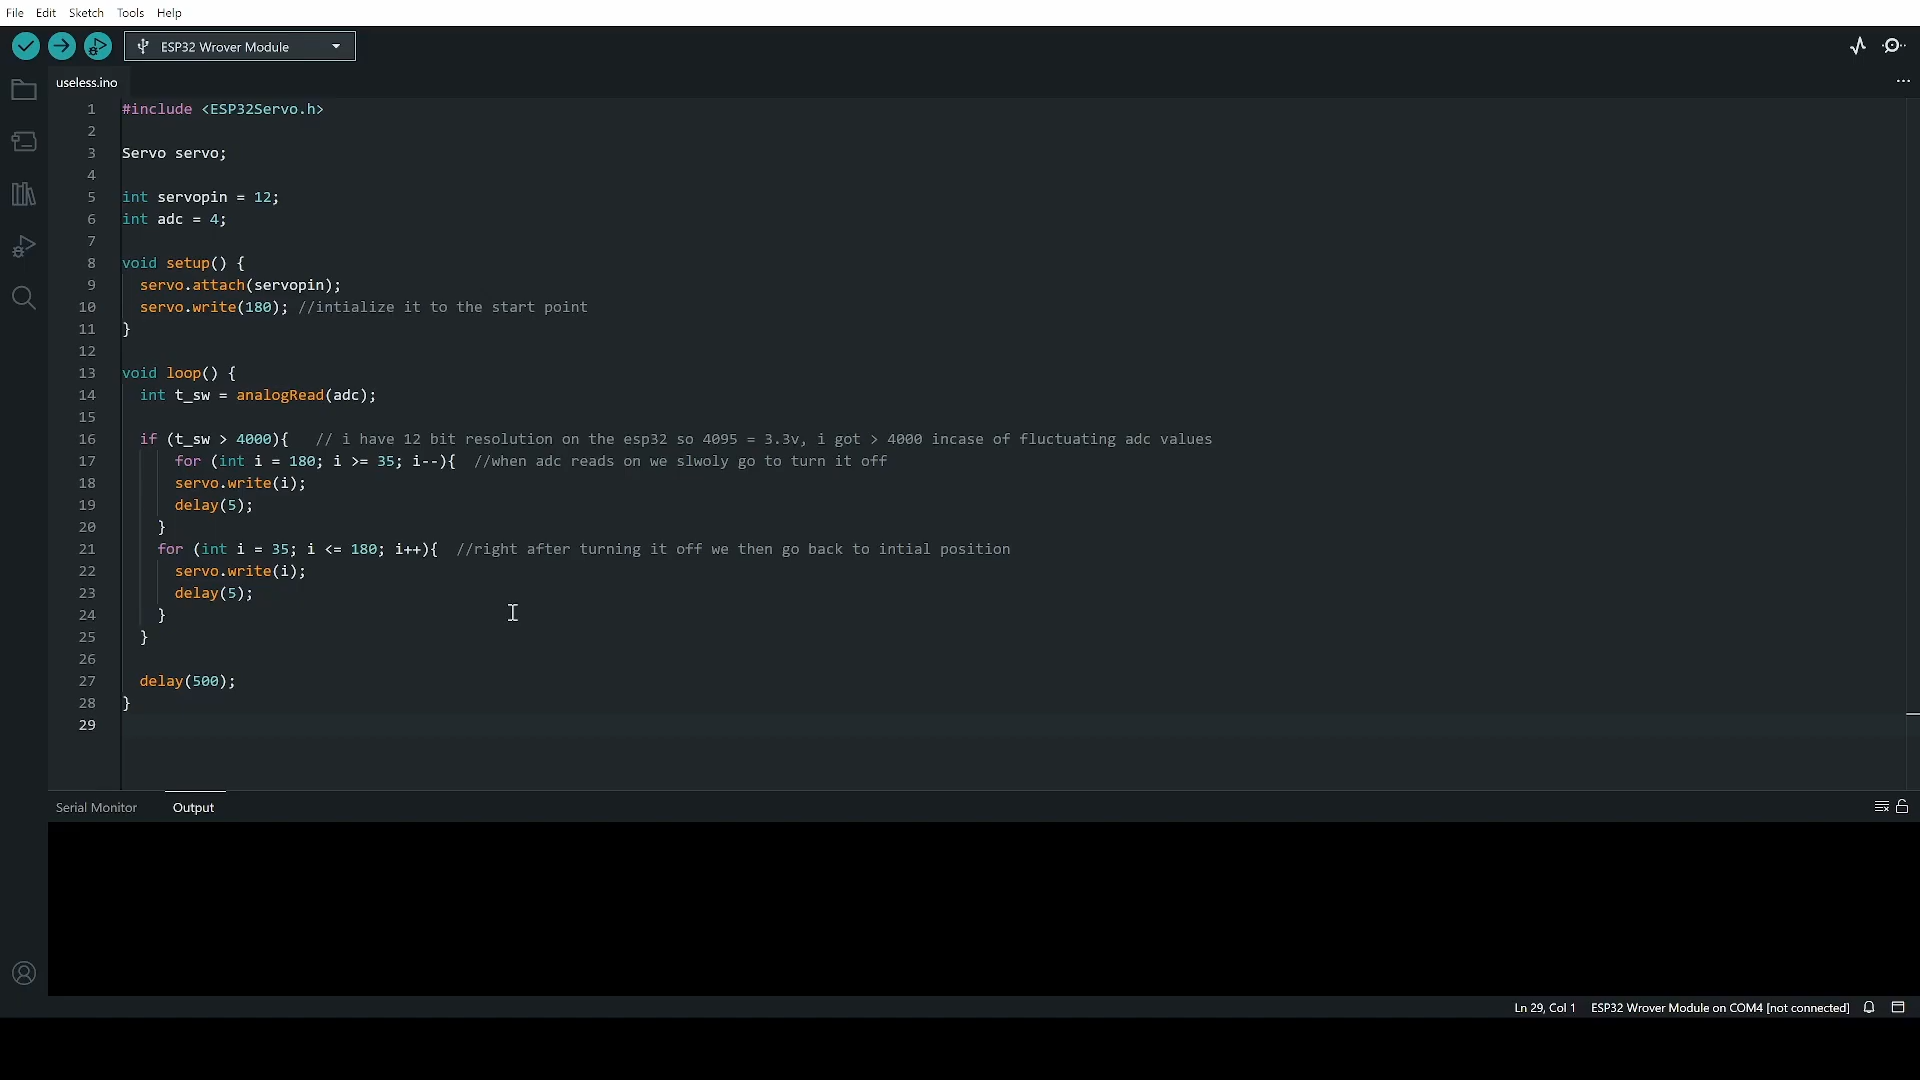 File Edit Sketch Tools Help
ESP32 Wrover Module
useless.ino
1 #include <ESP32Servo.h>
2
3 Servo servo;
4
5 int servopin = 12;
6 int adc = 4;
7
8 void setup() {
9 servo.attach(servopin);
10 servo.write(180); //intialize it to the start point
11 }
12
13 void loop() {
14 int t_sw = analogRead(adc);
15
16 if (t_sw > 4000){ // i have 12 bit resolution on the esp32 so 4095 = 3.3v, i got > 4000 incase of fluctuating adc values
17 for (int i = 180; i >= 35; i--){ //when adc reads on we slwoly go to turn it off
18 servo.write(i);
19 delay(5);
20 }
21 for (int i = 35; i <= 180; i++){ //right after turning it off we then go back to intial position
22 servo.write(i);
23 delay(5);
24 }
25 }
26
27 delay(500);
28 }
29
Serial Monitor Output
Ln 29, Col 1 ESP32 Wrover Module on COM4 [not connected]